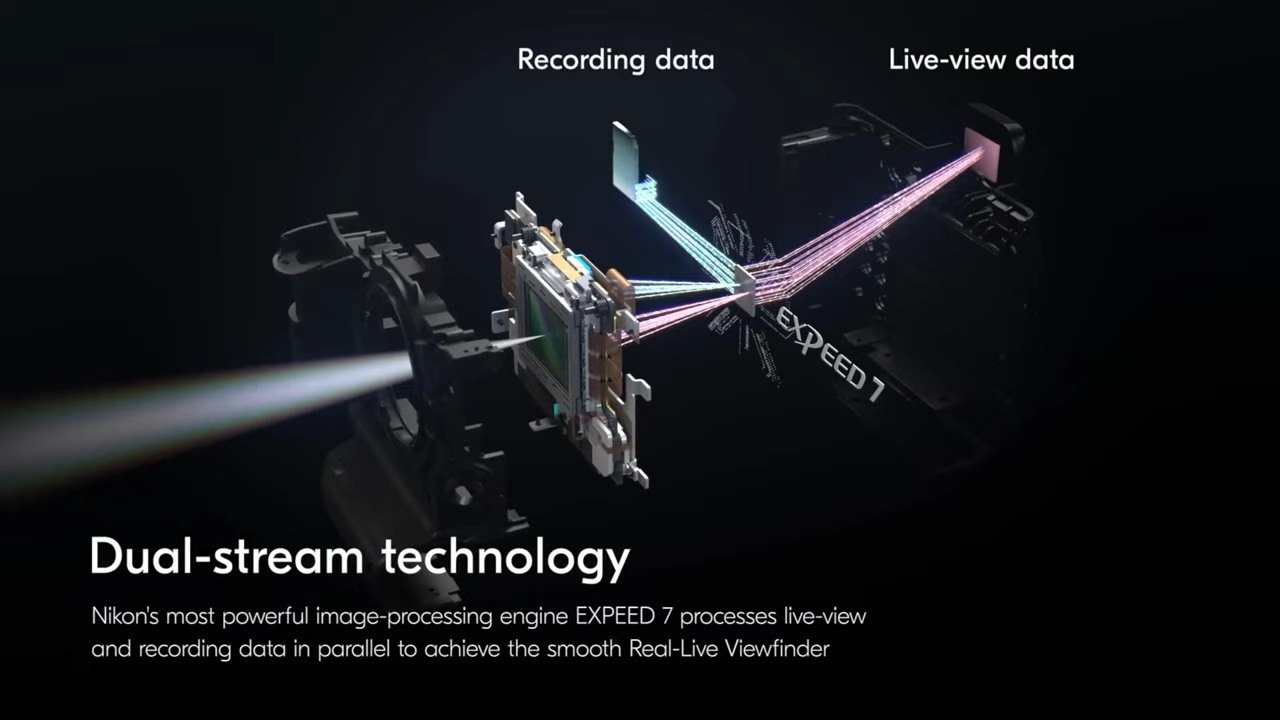 Recording data
Live-view data
EXPEED 7
Dual-stream technology
Nikon's most powerful image-processing engine EXPEED 7 processes live-view
and recording data in parallel to achieve the smooth Real-Live Viewfinder